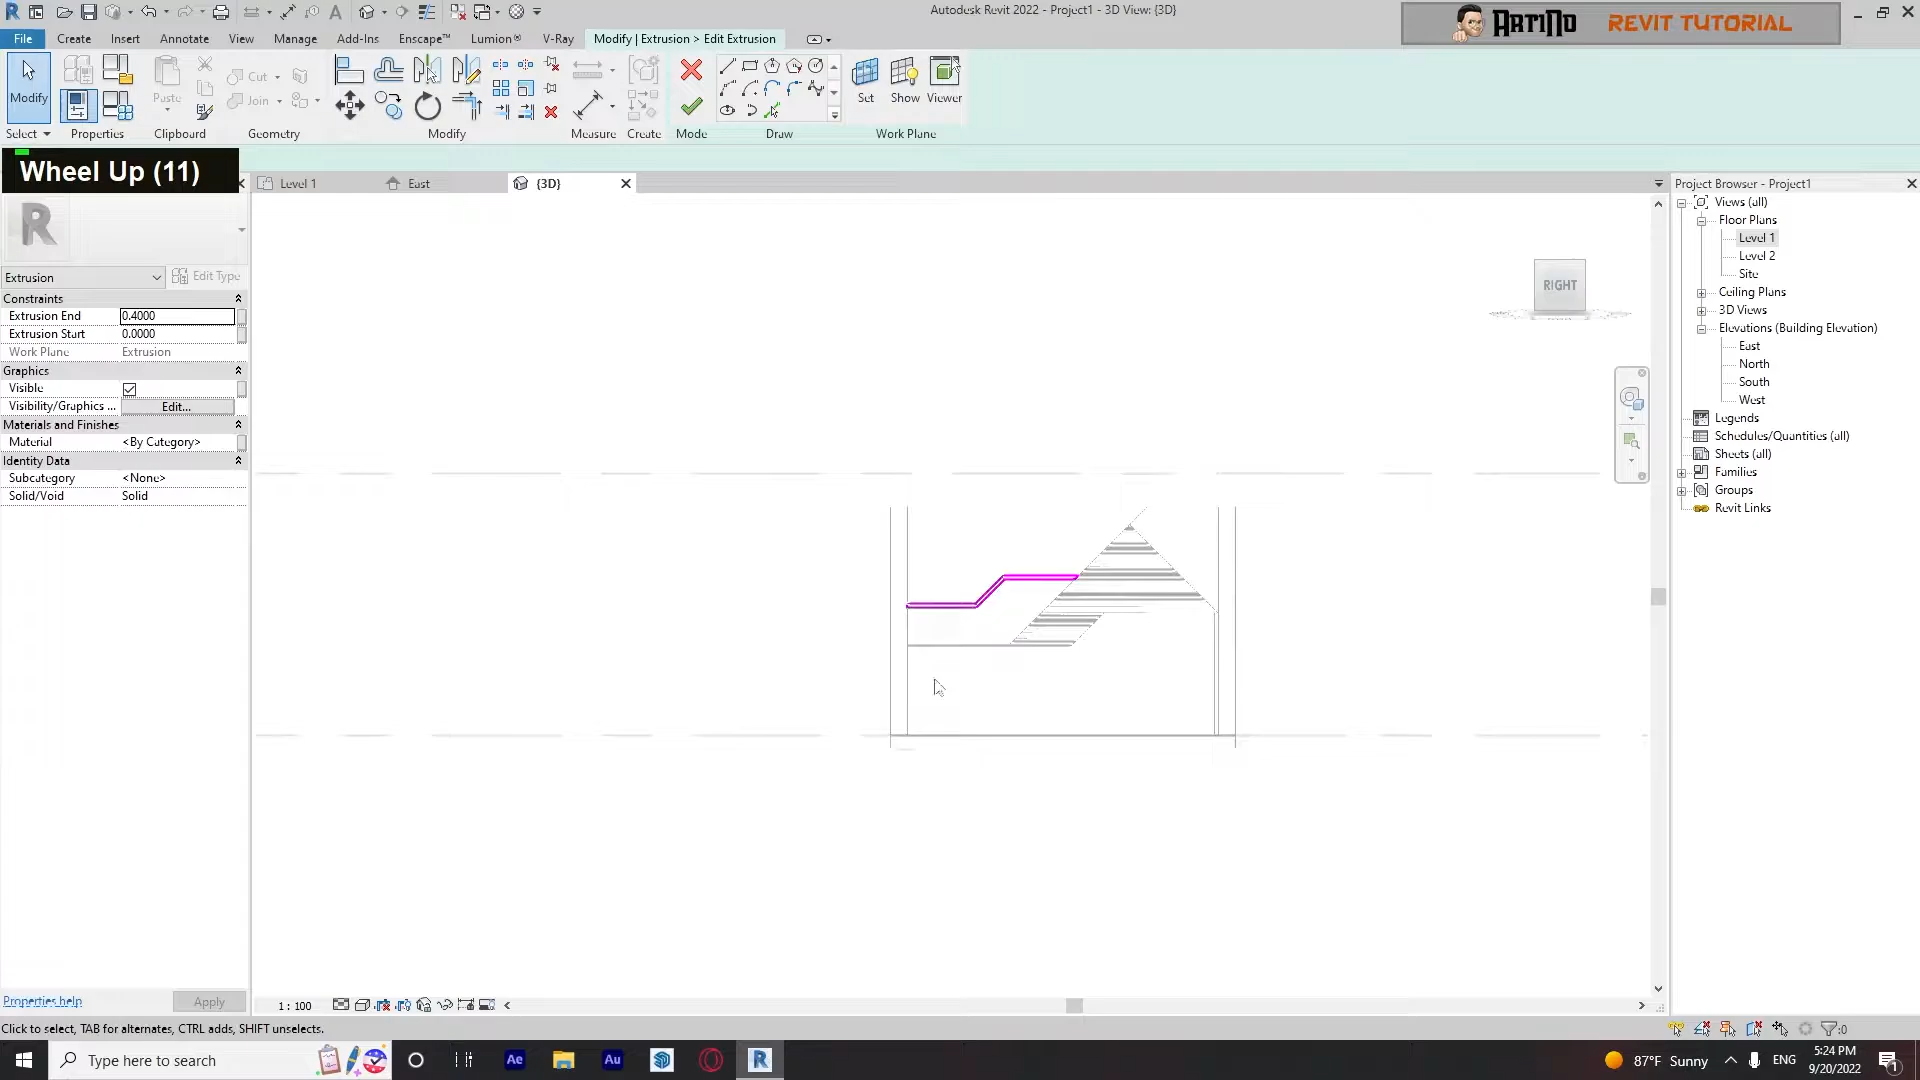 Autodesk Revit 2022 - Project1 - 3D View: {3D}
ARTINO REVIT TUTORIAL
File Create Insert Annotate View Manage Add-Ins Enscape™ Lumion® V-Ray Modify | Extrusion > Edit Extrusion
Modify Paste Cut Join Set Show Viewer
Select Properties Clipboard Geometry Modify Measure Create Mode Draw Work Plane
Wheel Up (11)
Level 1 East {3D}
Project Browser - Project1
Views (all)
Floor Plans
Level 1
Level 2
Site
Ceiling Plans
3D Views
Elevations (Building Elevation)
East
North
South
West
Legends
Schedules/Quantities (all)
Sheets (all)
Families
Groups
Revit Links
R
Extrusion Edit Type
Constraints
Extrusion End 0.4000
Extrusion Start 0.0000
Work Plane Extrusion
Graphics
Visible
Visibility/Graphics ... Edit...
Materials and Finishes
Material <By Category>
Identity Data
Subcategory <None>
Solid/Void Solid
RIGHT
Properties help Apply
1 : 100
Click to select, TAB for alternates, CTRL adds, SHIFT unselects.
:0
Type here to search
Ae
Au
R
87°F Sunny
ENG
5:24 PM
9/20/2022
1